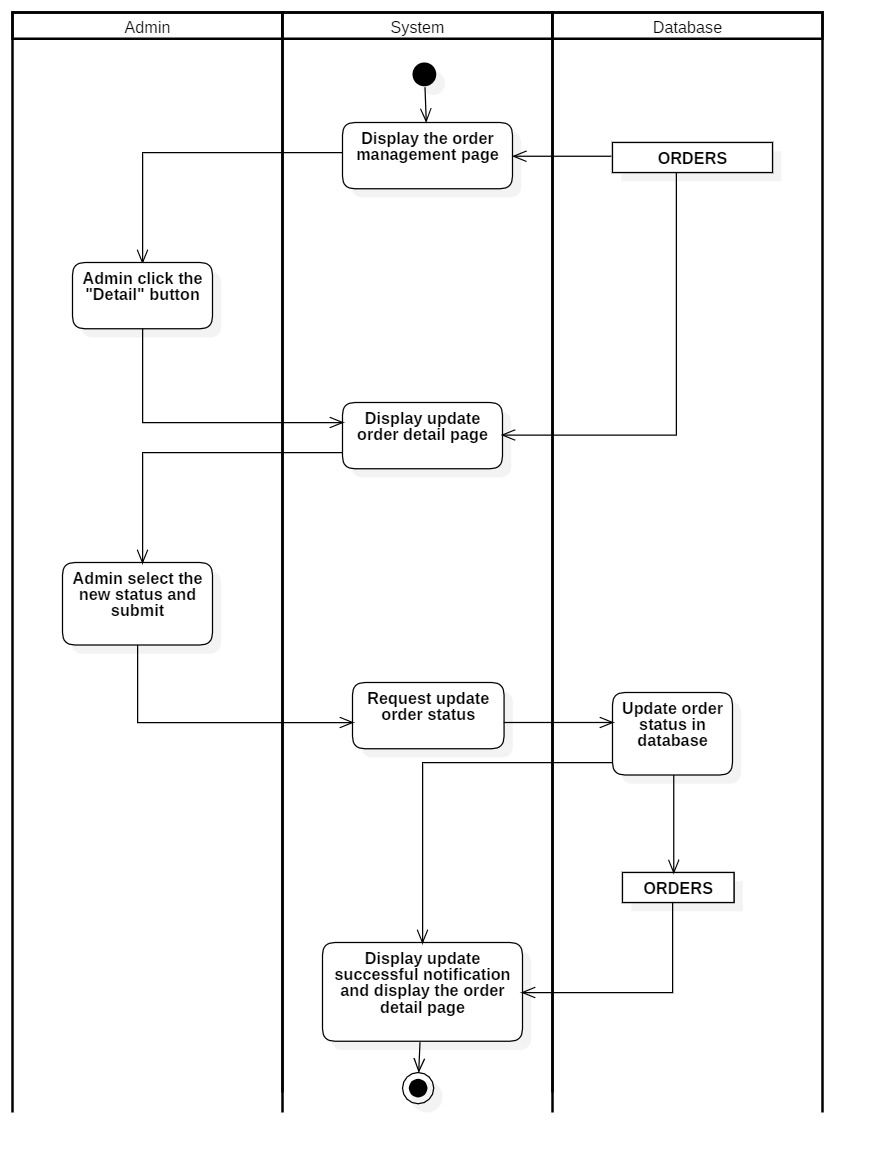 Admin
System
Database
Display the order
management page
ORDERS
Admin click the
"Detail" button
Display update
order detail page
Admin select the
new status and
submit
Request update
order status
Update order
status in
database
ORDERS
Display update
successful notification
and display the order
detail page